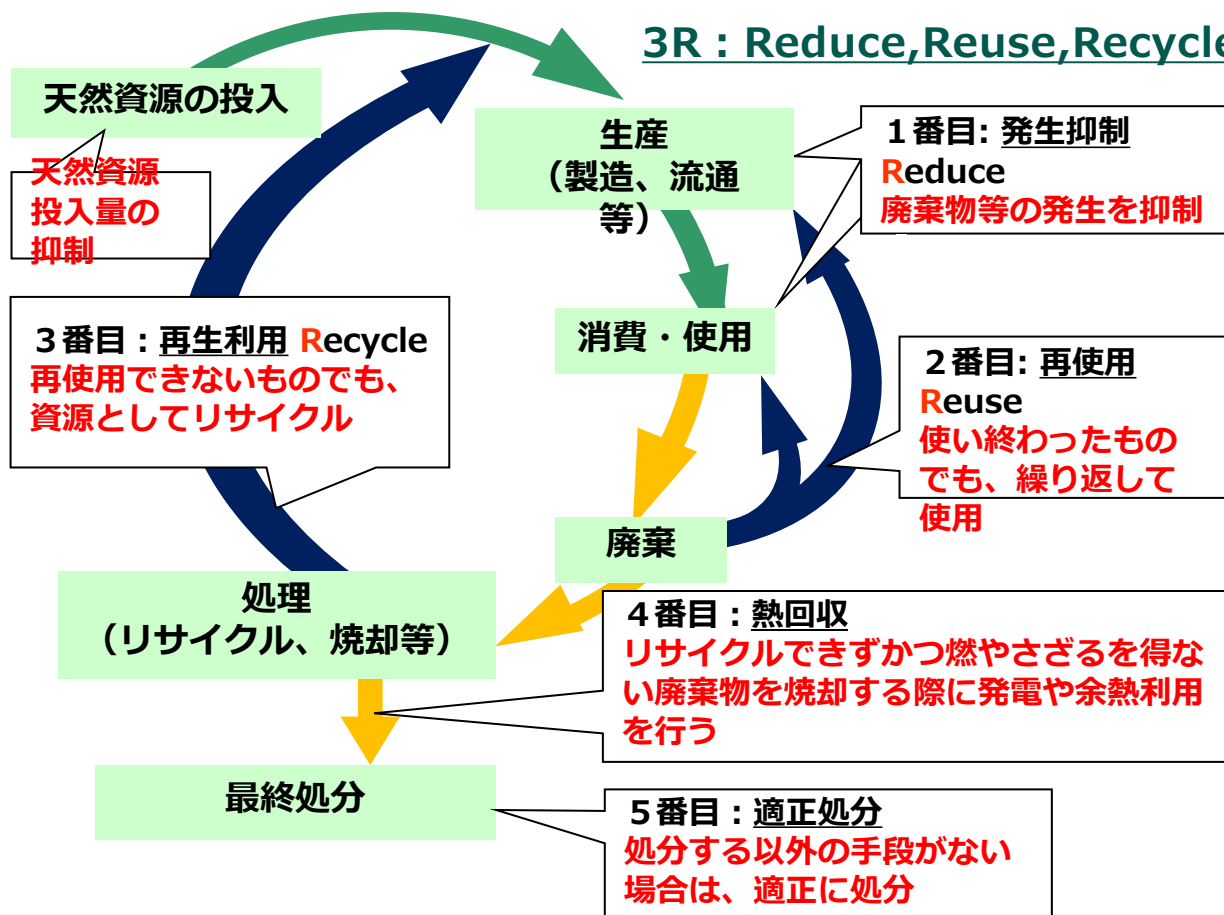 3R：Reduce,Reuse,Recycle
天然資源の投入
天然資源
投入量の
抑制
生産
（製造、流通
等）
１番目: 発生抑制
Reduce
廃棄物等の発生を抑制
３番目：再生利用 Recycle
再使用できないものでも、
資源としてリサイクル
消費・使用
２番目: 再使用
Reuse
使い終わったもの
でも、繰り返して
使用
廃棄
処理
（リサイクル、焼却等）
４番目：熱回収
リサイクルできずかつ燃やさざるを得な
い廃棄物を焼却する際に発電や余熱利用
を行う
最終処分
５番目：適正処分
処分する以外の手段がない
場合は、適正に処分